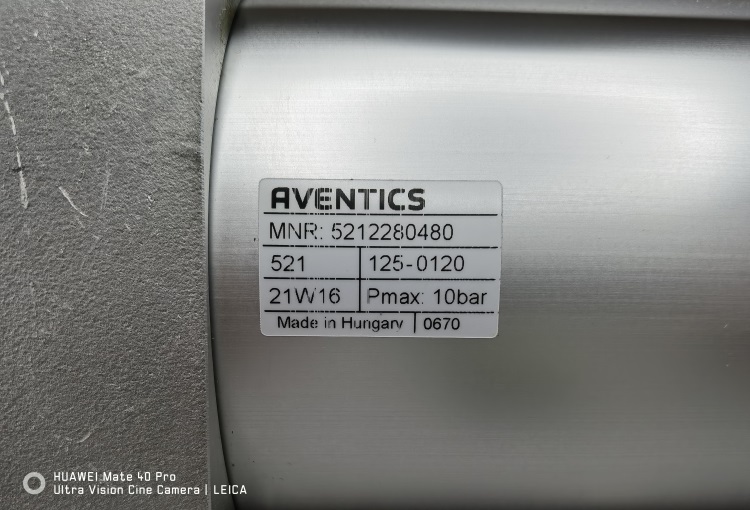 AVENTICS
MNR: 5212280480
521 125-0120
21W16 Pmax: 10bar
Made in Hungary 0670
HUAWEI Mate 40 Pro
Ultra Vision Cine Camera | LEICA